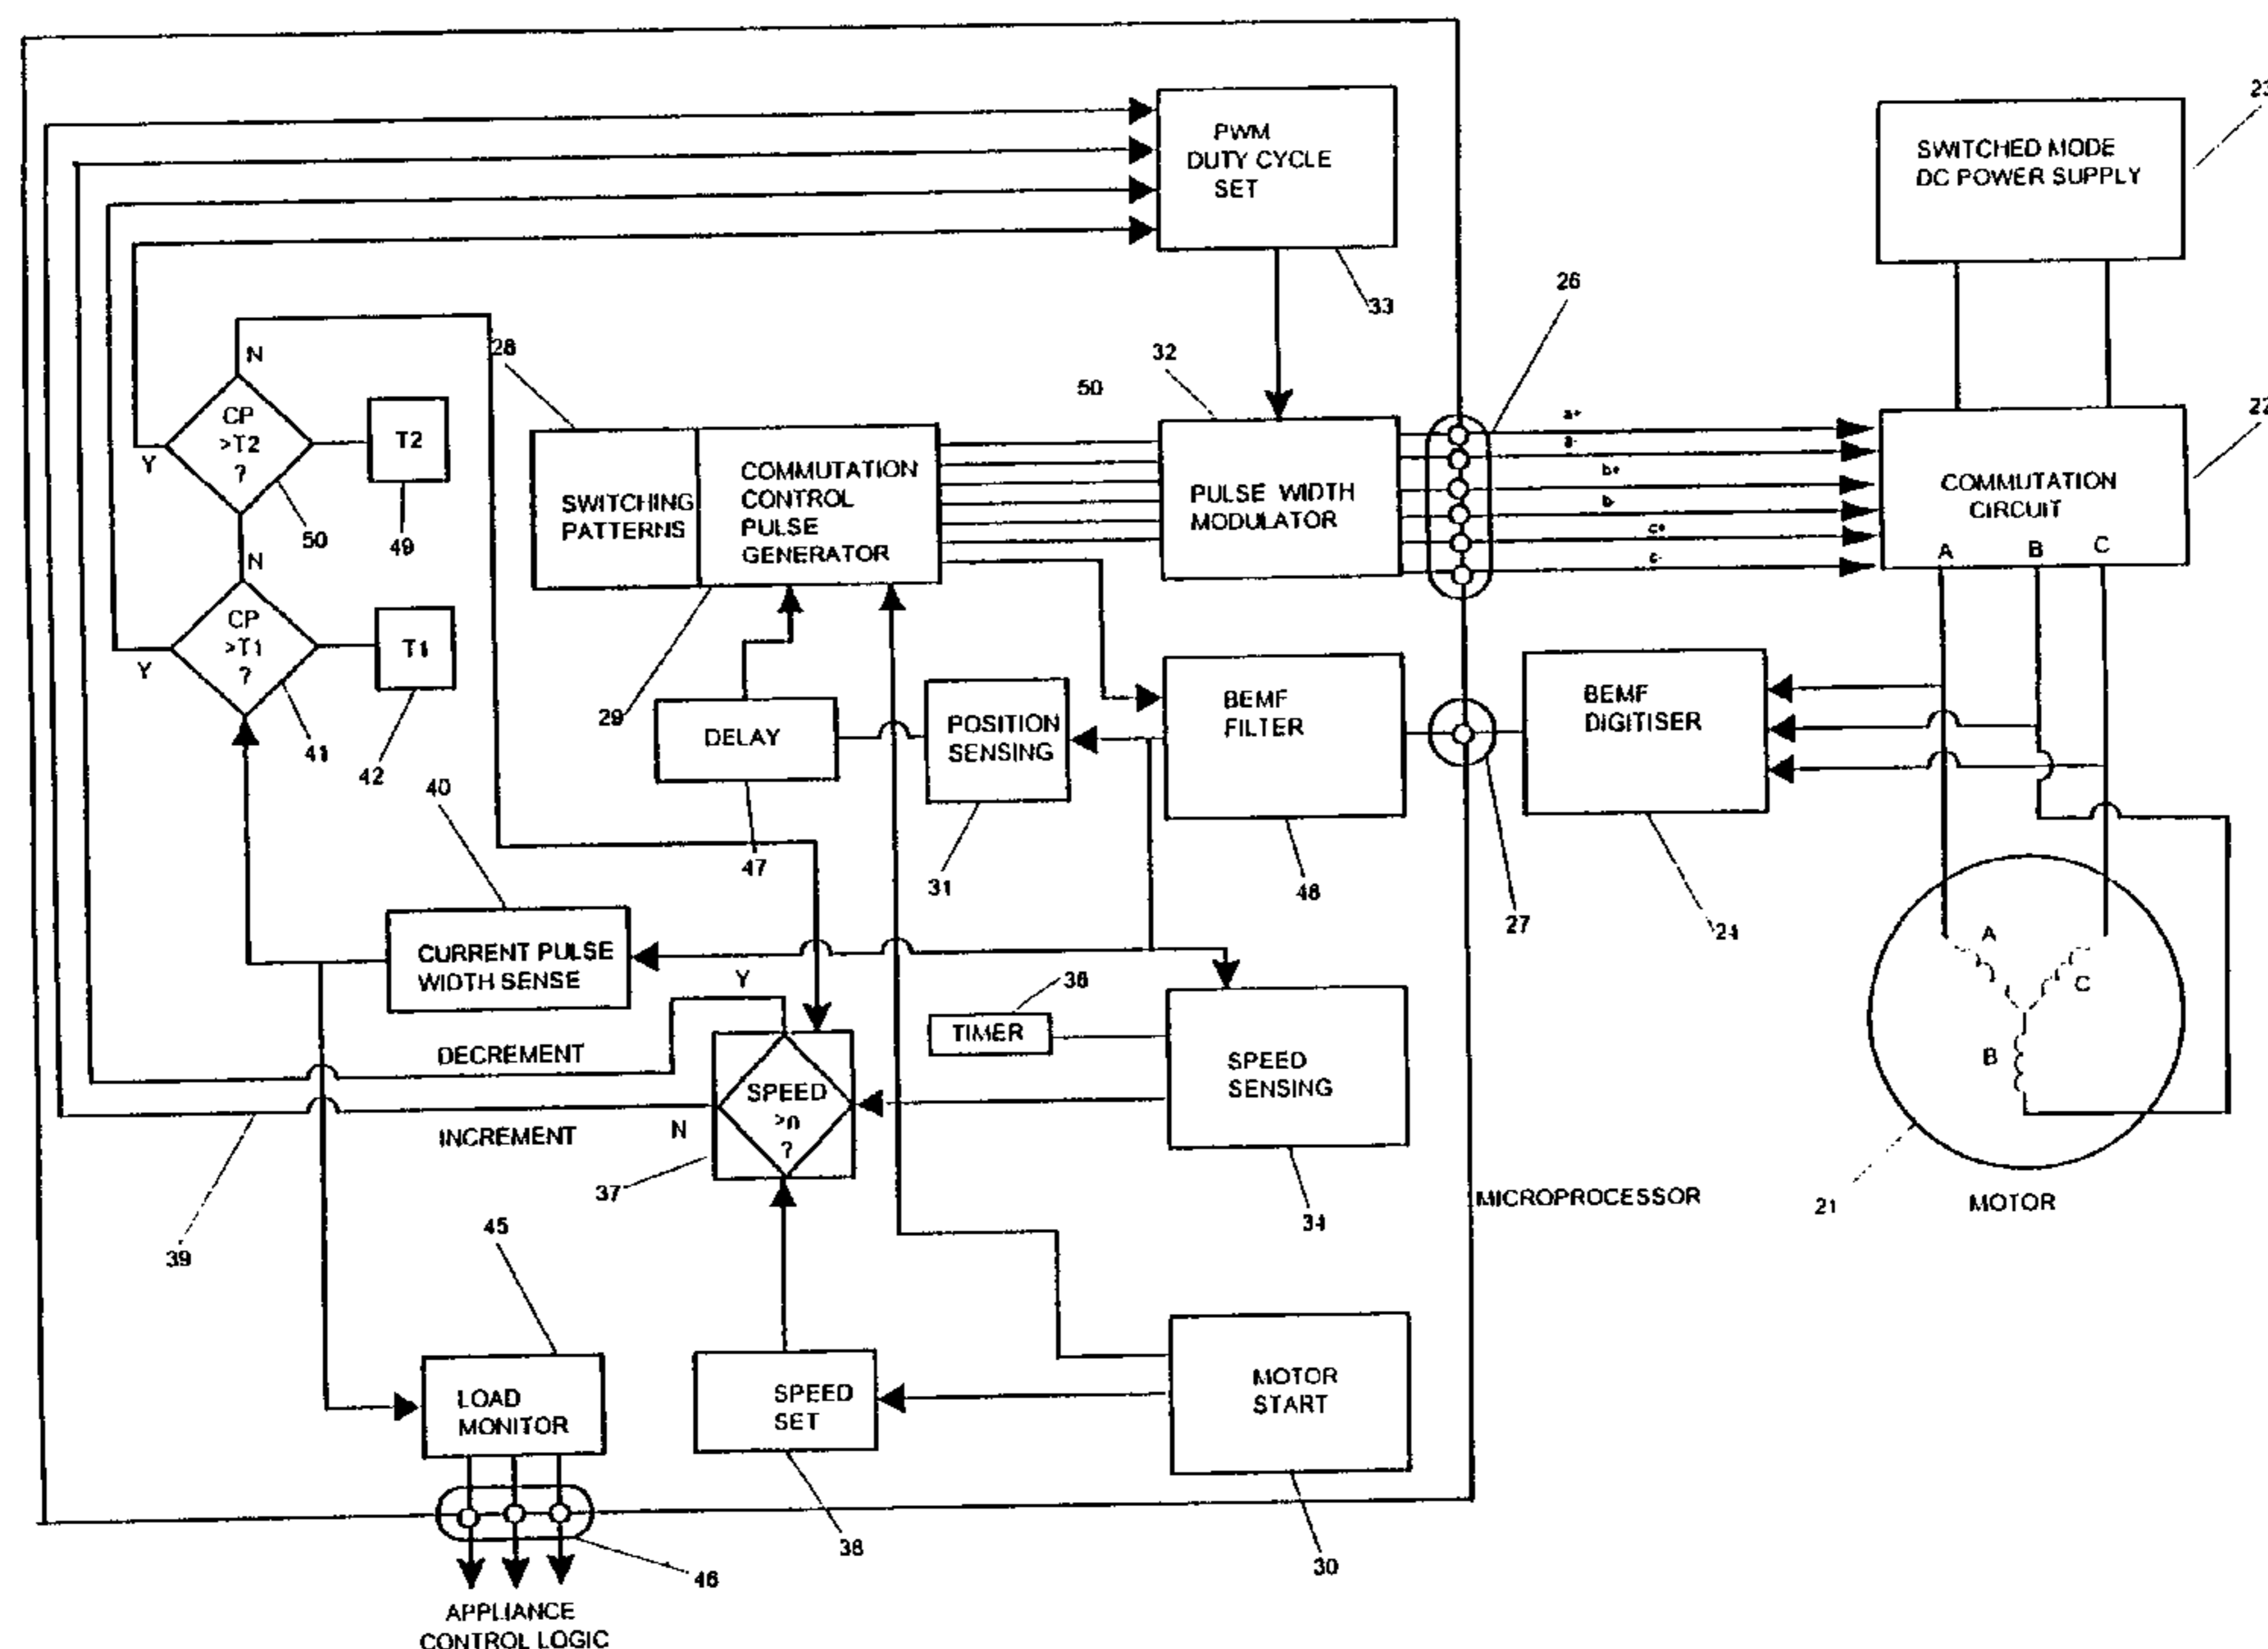 PWM
DUTY CYCLE
SET
33
SWITCHED MODE
DC POWER SUPPLY
23
26
N
28
32
50
22
CP
>T2
?
Y
T2
50
49
N
SWITCHING
PATTERNS
COMMUTATION
CONTROL
PULSE
GENERATOR
29
PULSE WIDTH
MODULATOR
a+
a-
b+
b-
c+
c-
COMMUTATION
CIRCUIT
A
B
C
CP
>T1
?
Y
T1
41
42
DELAY
47
POSITION
SENSING
31
BEMF
FILTER
48
27
BEMF
DIGITISER
24
40
CURRENT PULSE
WIDTH SENSE
Y
DECREMENT
INCREMENT
N
39
SPEED
>n
?
37
36
TIMER
SPEED
SENSING
34
A
C
B
21
MOTOR
MICROPROCESSOR
45
LOAD
MONITOR
SPEED
SET
38
MOTOR
START
30
46
APPLIANCE
CONTROL LOGIC